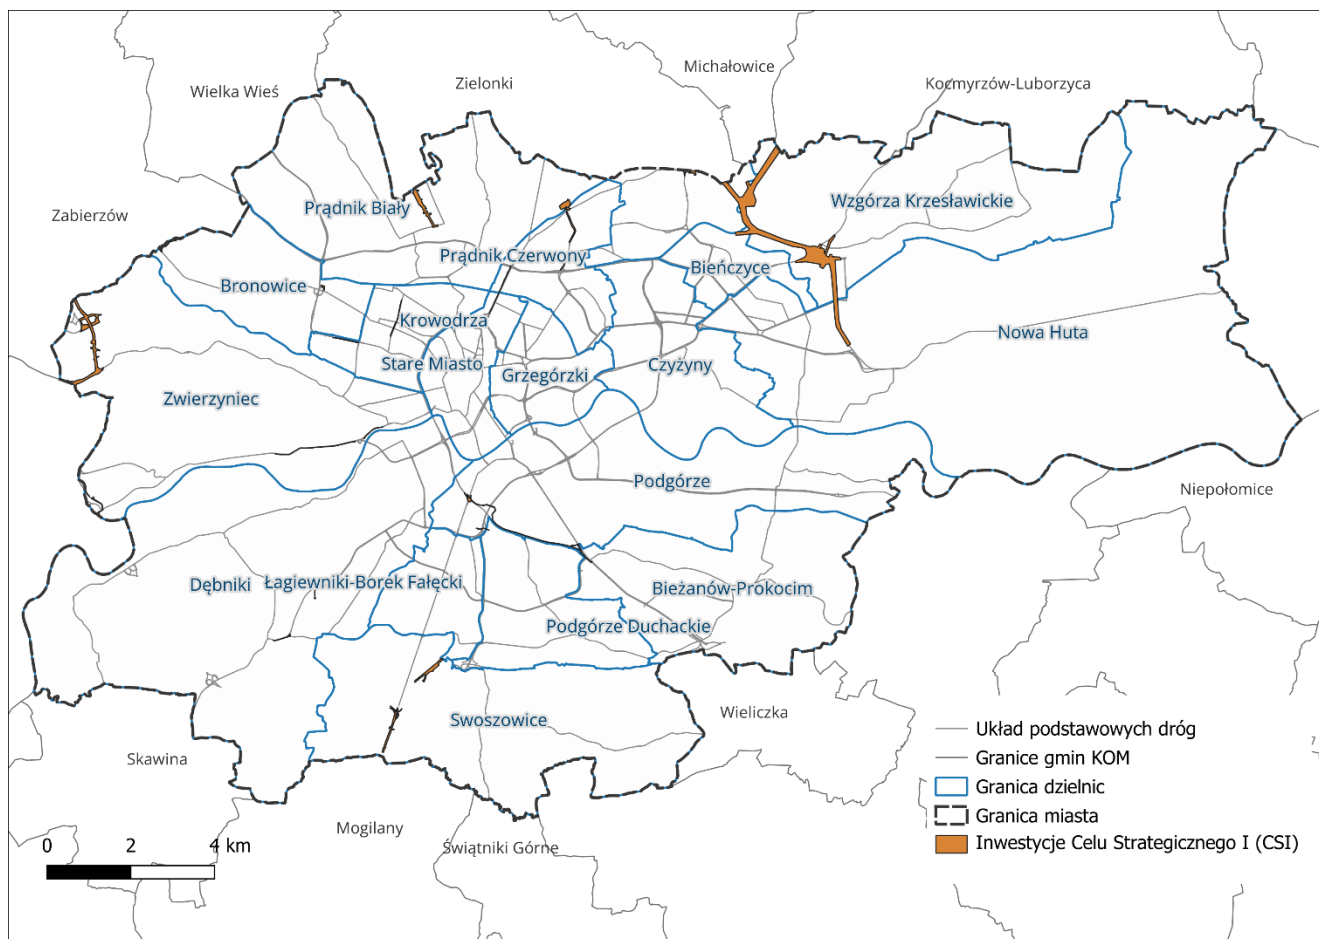 Michałowice
Wielka Wieś
Zielonki
Kocmyrzów-Luborzyca
Zabierzów
Prądnik Biały
Wzgórza Krzesławickie
Prądnik Czerwony
Bieńczyce
Bronowice
Krowodrza
Nowa Huta
Stare Miasto
Grzegórzki
Czyżyny
Zwierzyniec
Podgórze
Niepołomice
Dębniki
Łagiewniki-Borek Fałęcki
Bieżanów-Prokocim
Podgórze Duchackie
Swoszowice
Wieliczka
Skawina
Mogilany
Świątniki Górne
0 2 4 km
Układ podstawowych dróg
Granice gmin KOM
Granica dzielnic
Granica miasta
Inwestycje Celu Strategicznego I (CSI)